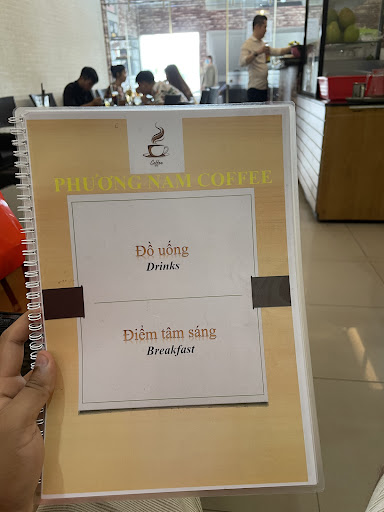 Coffee
PHƯƠNG NAM COFFEE
Đồ uống
Drinks
Điểm tâm sáng
Breakfast